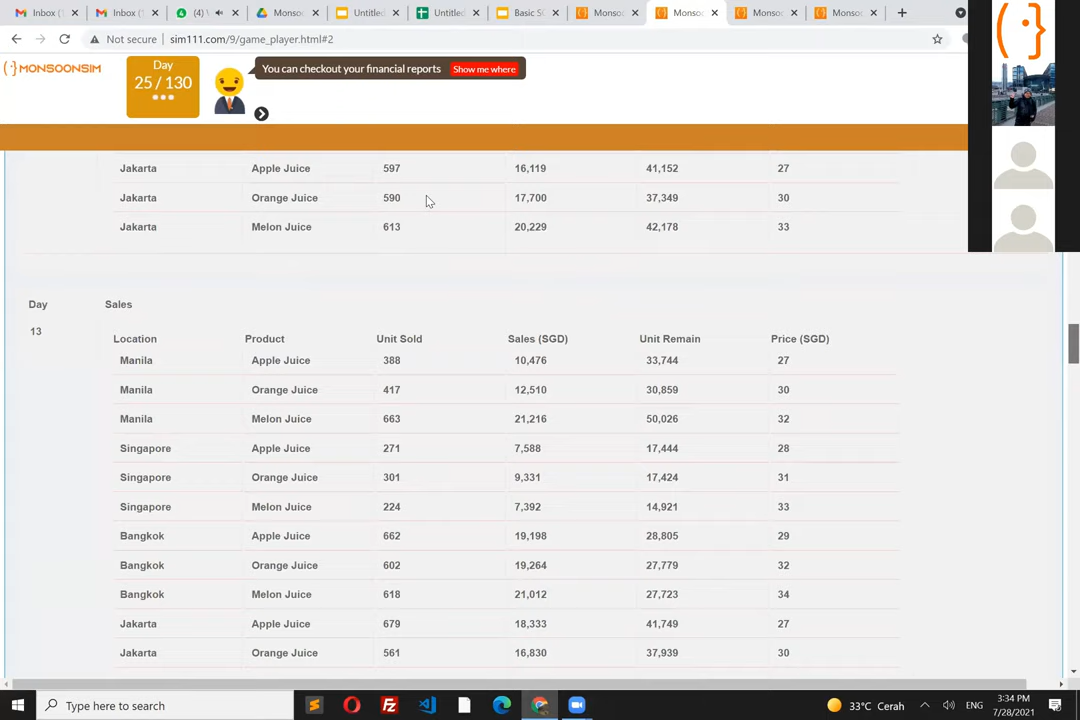 Inbox (1
Inbox (1
(4) \
Monsoo
Untitled
Untitled
Basic SQ
Monsoo
Monsoo
Monsoo
Monsoo
Not secure | sim111.com/9/game_player.html#2
(·}MONSOONSIM
Day
25 / 130
You can checkout your financial reports Show me where
Jakarta Apple Juice 597 16,119 41,152 27
Jakarta Orange Juice 590 17,700 37,349 30
Jakarta Melon Juice 613 20,229 42,178 33
Day Sales
13
Location Product Unit Sold Sales (SGD) Unit Remain Price (SGD)
Manila Apple Juice 388 10,476 33,744 27
Manila Orange Juice 417 12,510 30,859 30
Manila Melon Juice 663 21,216 50,026 32
Singapore Apple Juice 271 7,588 17,444 28
Singapore Orange Juice 301 9,331 17,424 31
Singapore Melon Juice 224 7,392 14,921 33
Bangkok Apple Juice 662 19,198 28,805 29
Bangkok Orange Juice 602 19,264 27,779 32
Bangkok Melon Juice 618 21,012 27,723 34
Jakarta Apple Juice 679 18,333 41,749 27
Jakarta Orange Juice 561 16,830 37,939 30
Type here to search
33°C Cerah
ENG
3:34 PM
7/28/2021